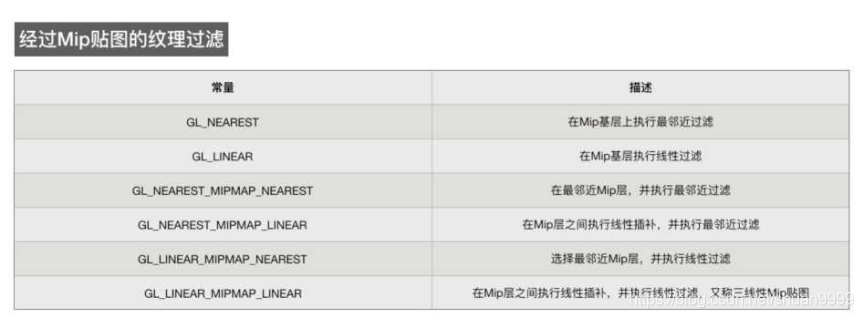 经过Mip贴图的纹理过滤
常量 描述
GL_NEAREST 在Mip基层上执行最邻近过滤
GL_LINEAR 在Mip基层执行线性过滤
GL_NEAREST_MIPMAP_NEAREST 在最邻近Mip层，并执行最邻近过滤
GL_NEAREST_MIPMAP_LINEAR 在Mip层之间执行线性插补，并执行最邻近过滤
GL_LINEAR_MIPMAP_NEAREST 选择最邻近Mip层，并执行线性过滤
GL_LINEAR_MIPMAP_LINEAR 在Mip层之间执行线性插补，并执行线性过滤，又称三线性Mip贴图